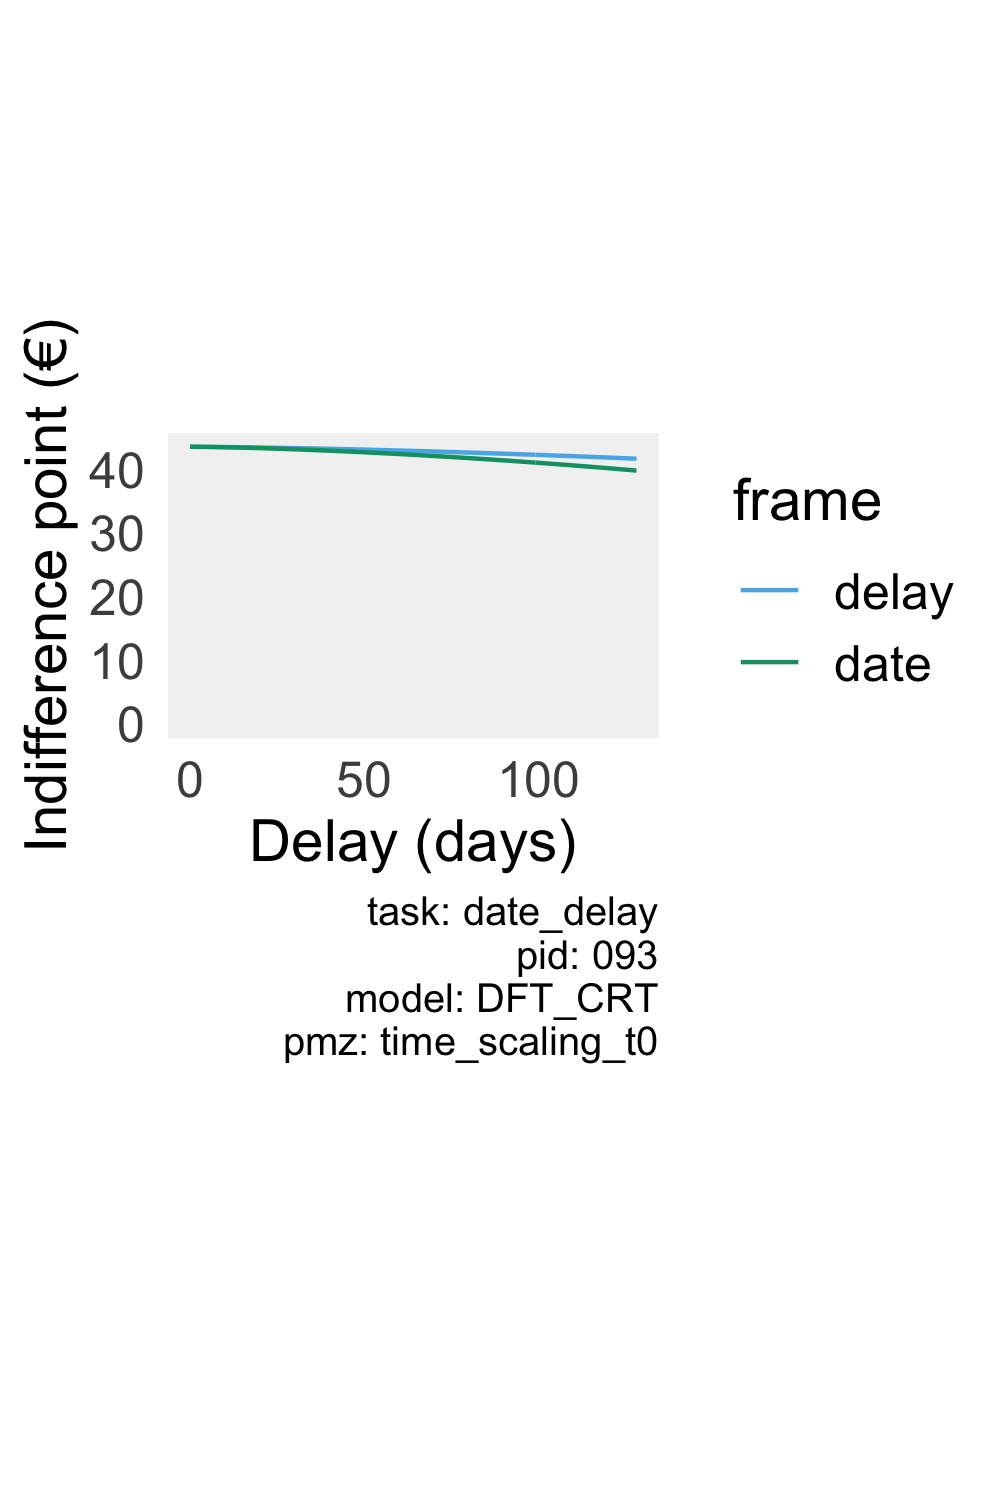 Indifference point (€)
40
30
20
10
0
0 50 100
Delay (days)
frame
delay
date
task: date_delay
pid: 093
model: DFT_CRT
pmz: time_scaling_t0